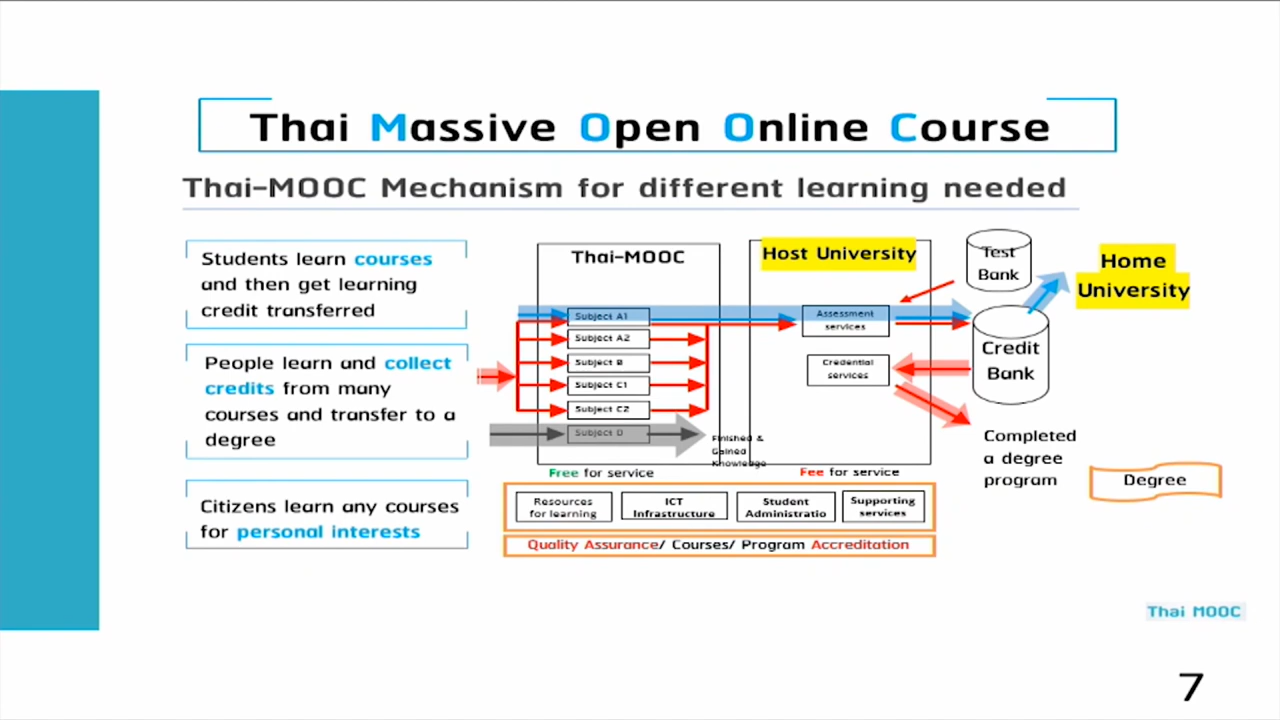 Thai Massive Open Online Course
Thai-MOOC Mechanism for different learning needed
Students learn courses
and then get learning
credit transferred
People learn and collect
credits from many
courses and transfer to a
degree
Citizens learn any courses
for personal interests
Thai-MOOC
Subject A1
Subject A2
Subject B
Subject C1
Subject C2
Subject D
Free for service
Finished &
Gained
Knowledge
Host University
Assessment
services
Credential
services
Fee for service
Test
Bank
Credit
Bank
Home
University
Completed
a degree
program
Degree
Resources
for learning
ICT
Infrastructure
Student
Administratio
Supporting
services
Quality Assurance/ Courses/ Program Accreditation
Thai MOOC
7